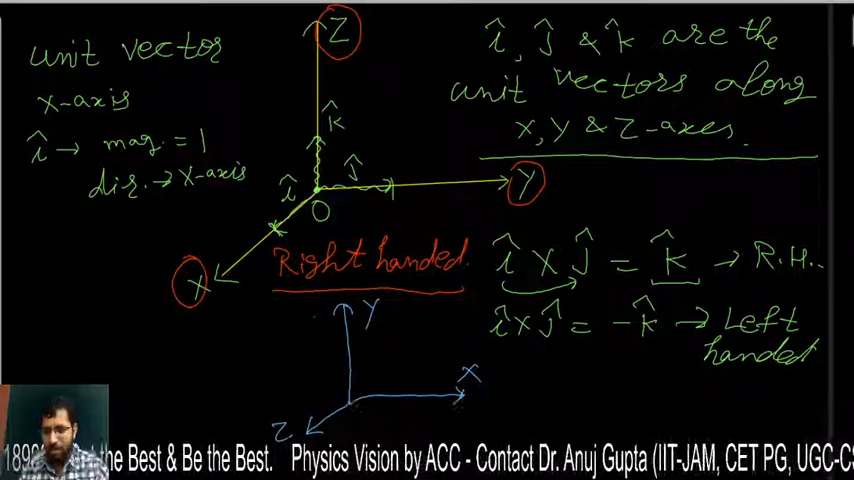 unit vector
x-axis
î → mag. = 1
dir. → x-axis
Z
k̂
ĵ
î
O
Y
X
Right handed.
î, ĵ & k̂ are the
unit vectors along
x, y & z-axes.
î × ĵ = k̂ → R.H..
î × ĵ = -k̂ → Left
handed
Y
X
Z
the Best & Be the Best. Physics Vision by ACC - Contact Dr. Anuj Gupta (IIT-JAM, CET PG, UGC-CS